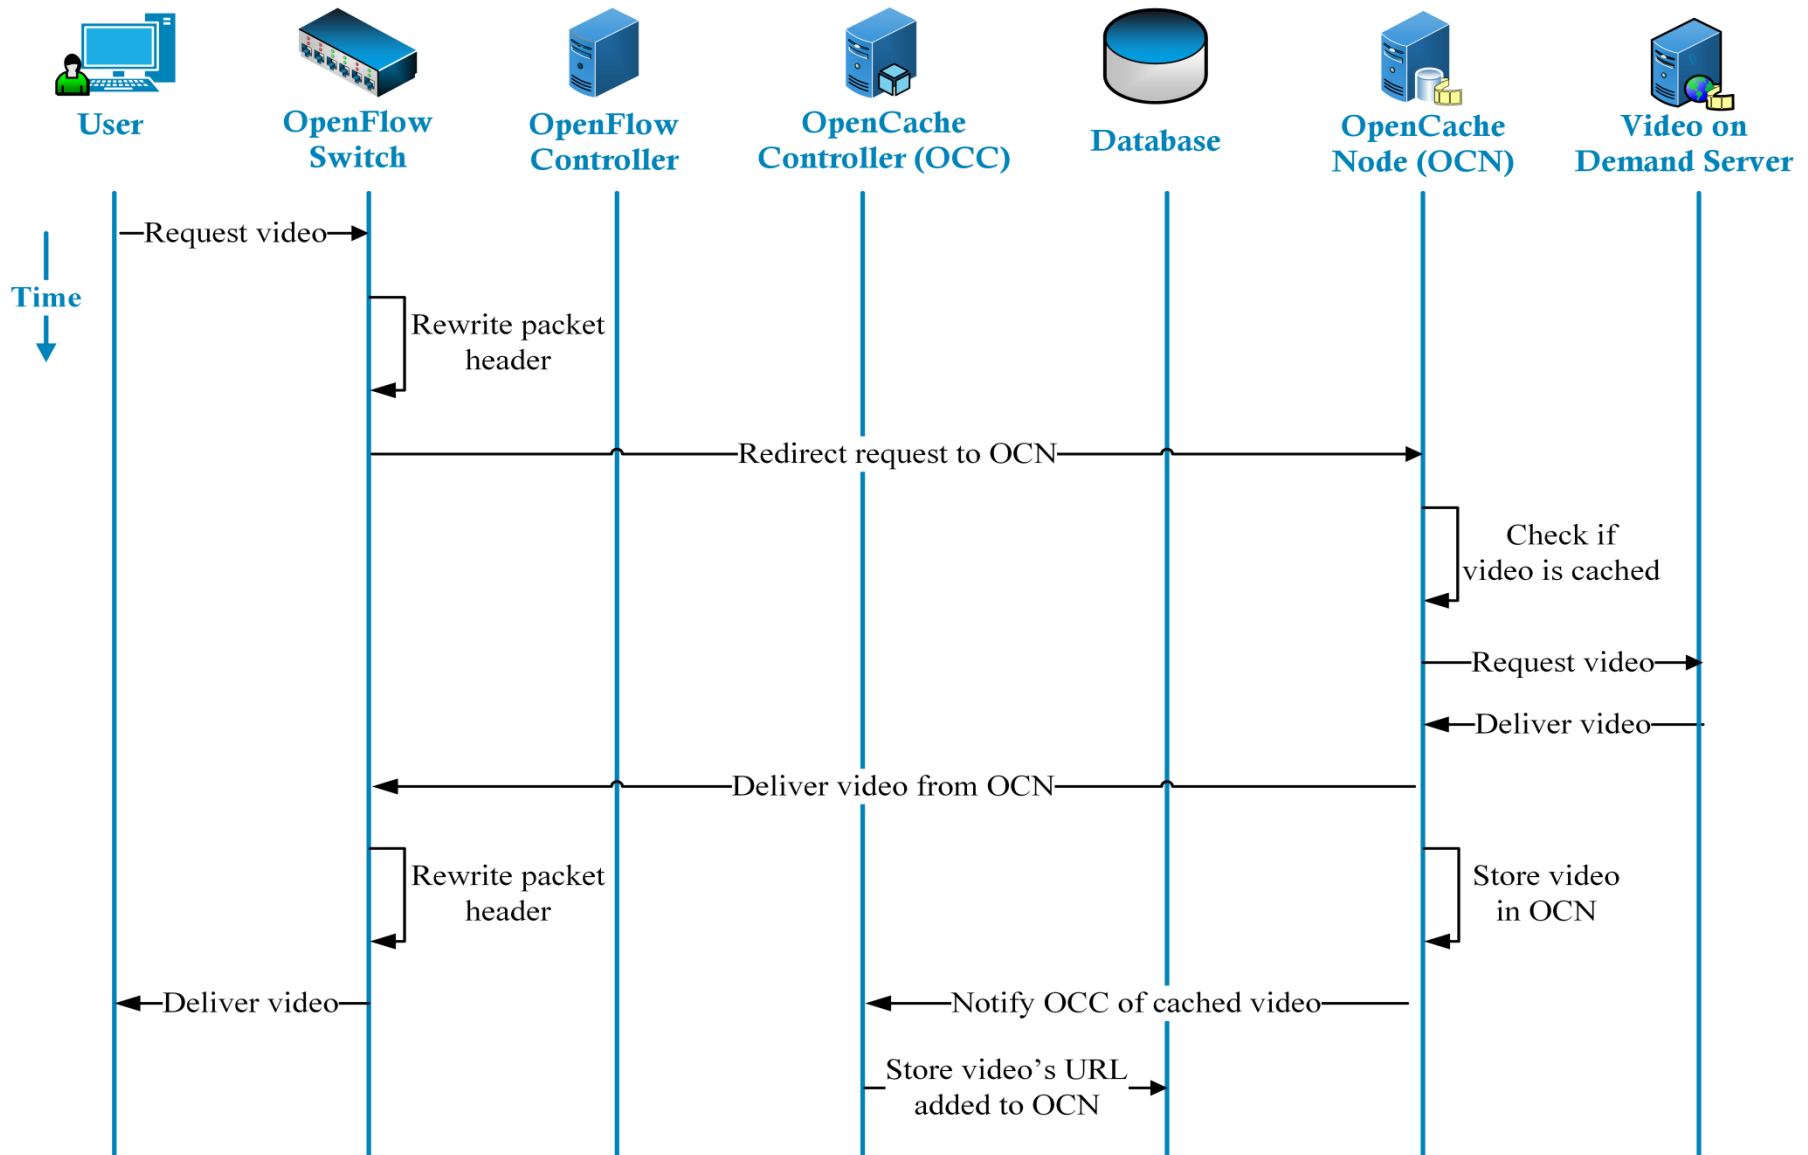 User
OpenFlow
Switch
OpenFlow
Controller
OpenCache
Controller (OCC)
Database
OpenCache
Node (OCN)
Video on
Demand Server
Request video
Time
Rewrite packet
header
Redirect request to OCN
Check if
video is cached
Request video
Deliver video
Deliver video from OCN
Rewrite packet
header
Store video
in OCN
Deliver video
Notify OCC of cached video
Store video’s URL
added to OCN